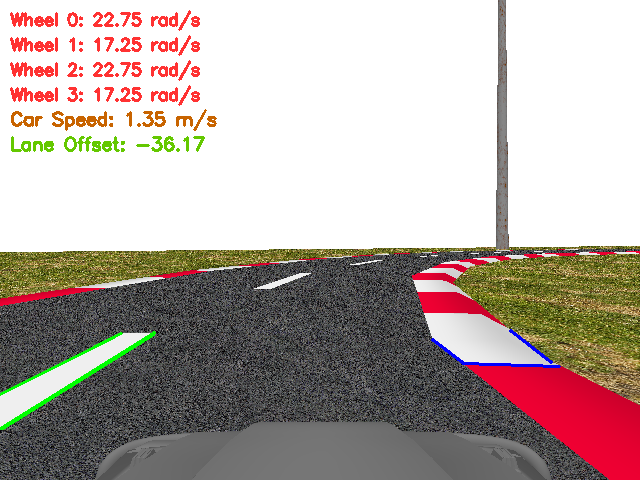 Wheel 0: 22.75 rad/s
Wheel 1: 17.25 rad/s
Wheel 2: 22.75 rad/s
Wheel 3: 17.25 rad/s
Car Speed: 1.35 m/s
Lane Offset: -36.17